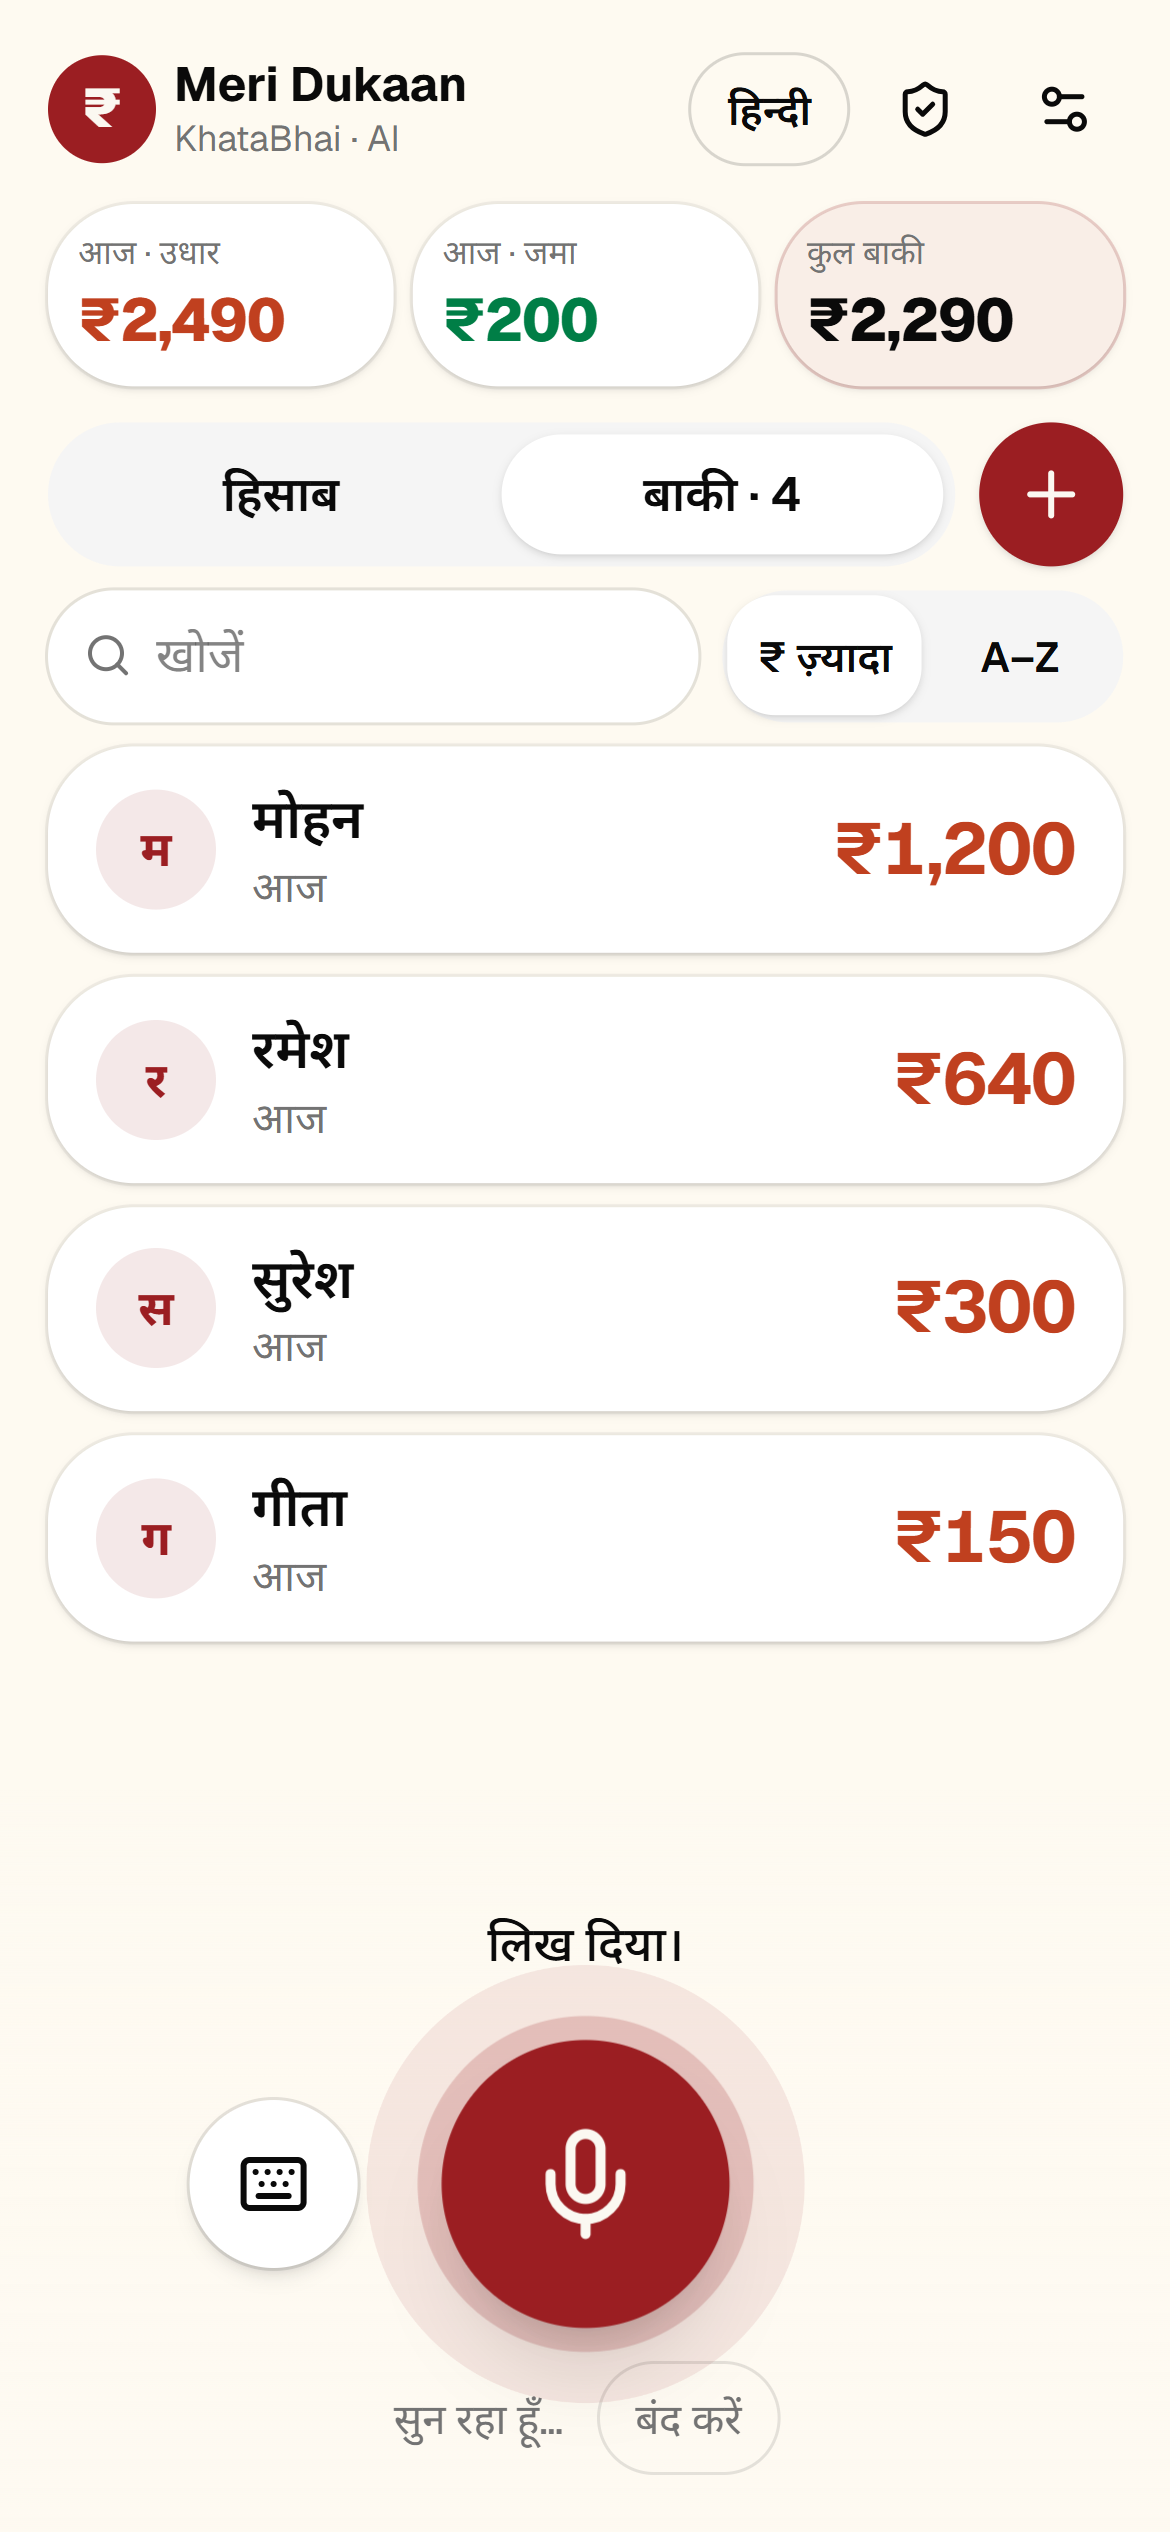 ₹
Meri Dukaan
KhataBhai · AI
हिन्दी
आज · उधार
₹2,490
आज · जमा
₹200
कुल बाकी
₹2,290
हिसाब
बाकी · 4
खोजें
₹ ज़्यादा
A–Z
म
मोहन
आज
₹1,200
र
रमेश
आज
₹640
स
सुरेश
आज
₹300
ग
गीता
आज
₹150
लिख दिया।
सुन रहा हूँ…
बंद करें